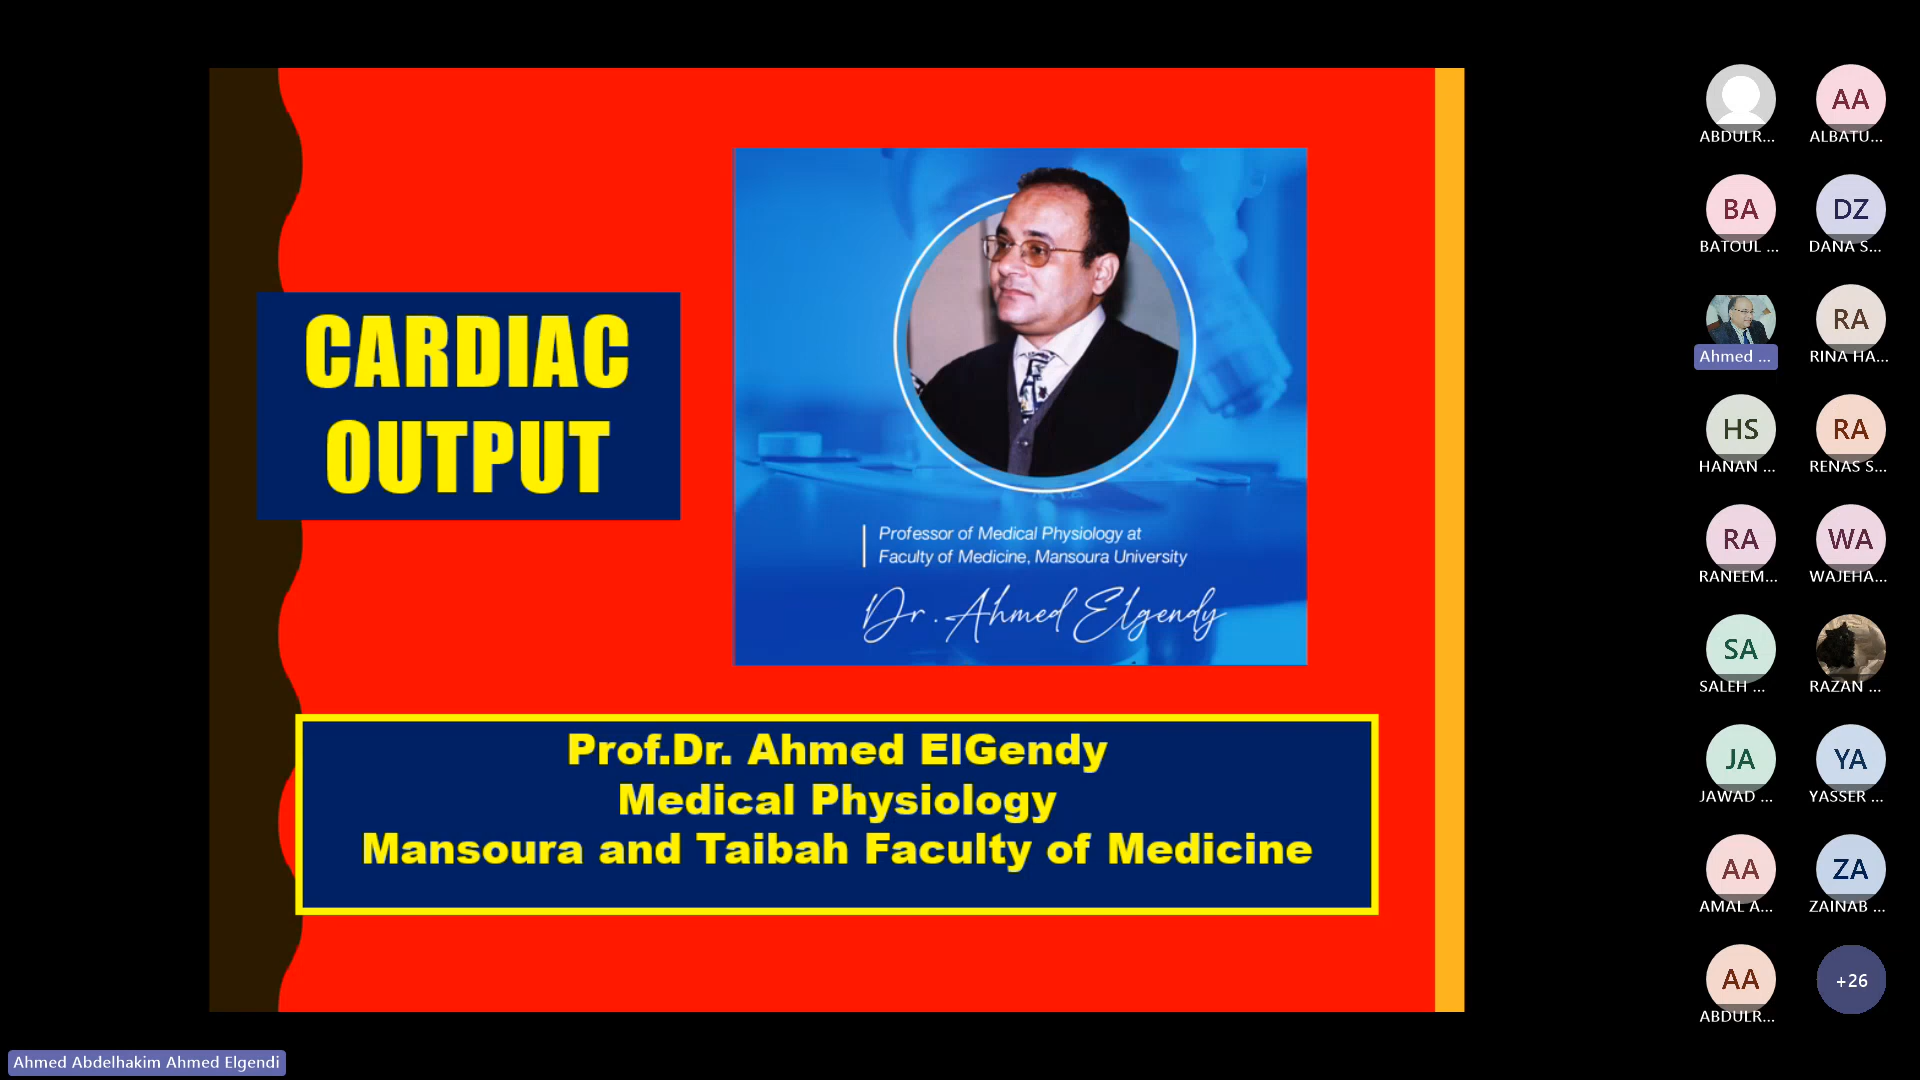 CARDIAC
OUTPUT
Professor of Medical Physiology at
Faculty of Medicine, Mansoura University
Dr. Ahmed Elgendy
Prof.Dr. Ahmed ElGendy
Medical Physiology
Mansoura and Taibah Faculty of Medicine
ABDULR...
AA
ALBATU...
BA
BATOUL ...
DZ
DANA S...
Ahmed ...
RA
RINA HA...
HS
HANAN ...
RA
RENAS S...
RA
RANEEM...
WA
WAJEHA...
SA
SALEH ...
RAZAN ...
JA
JAWAD ...
YA
YASSER ...
AA
AMAL A...
ZA
ZAINAB ...
AA
ABDULR...
+26
Ahmed Abdelhakim Ahmed Elgendi